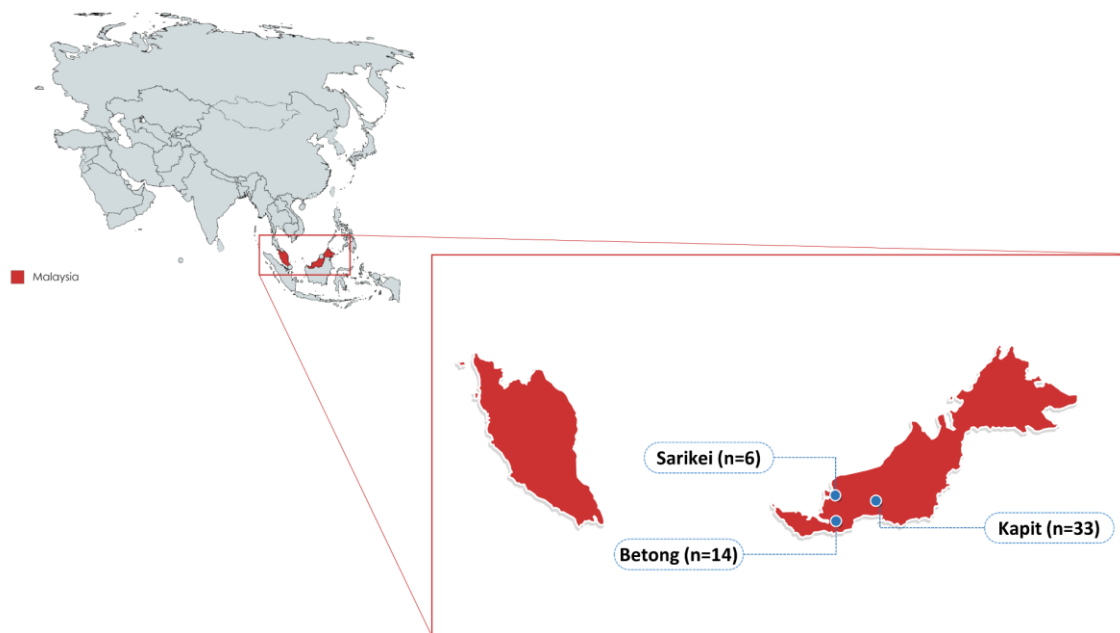 Malaysia
Sarikei (n=6)
Kapit (n=33)
Betong (n=14)